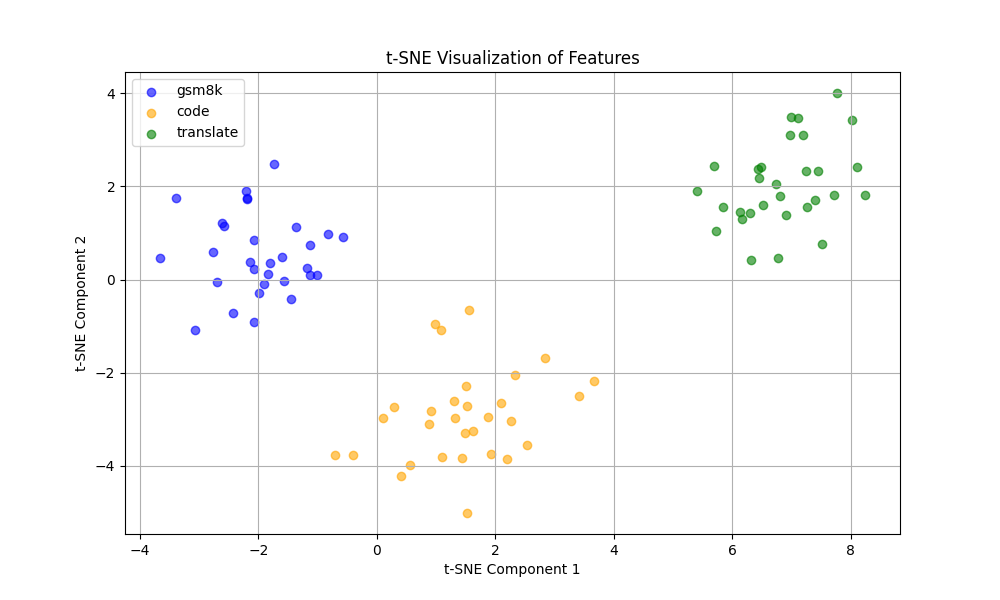 t-SNE Visualization of Features
gsm8k
code
translate
4
2
0
−2
−4
t-SNE Component 2
−4
−2
0
2
4
6
8
t-SNE Component 1